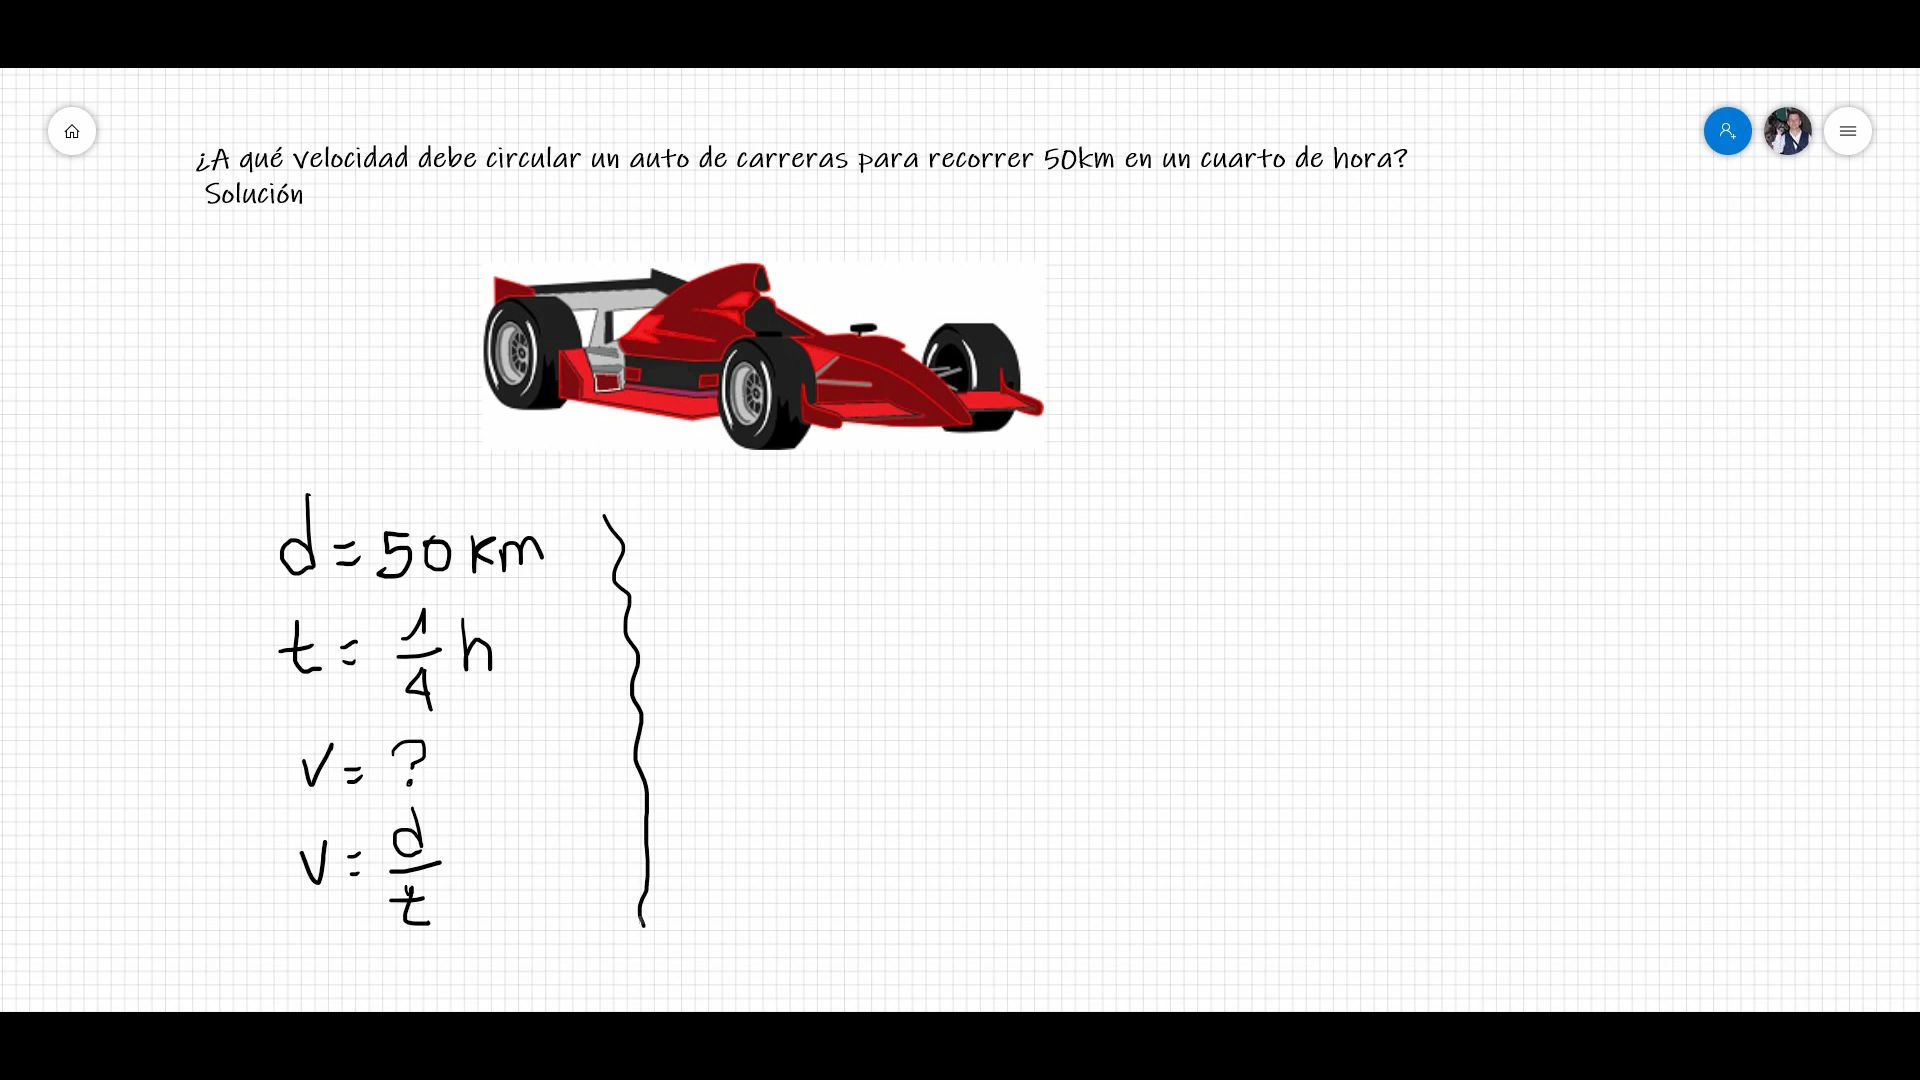 ¿A qué velocidad debe circular un auto de carreras para recorrer 50km en un cuarto de hora?
Solución
d = 50 km
t = 1/4 h
v = ?
v = d/t